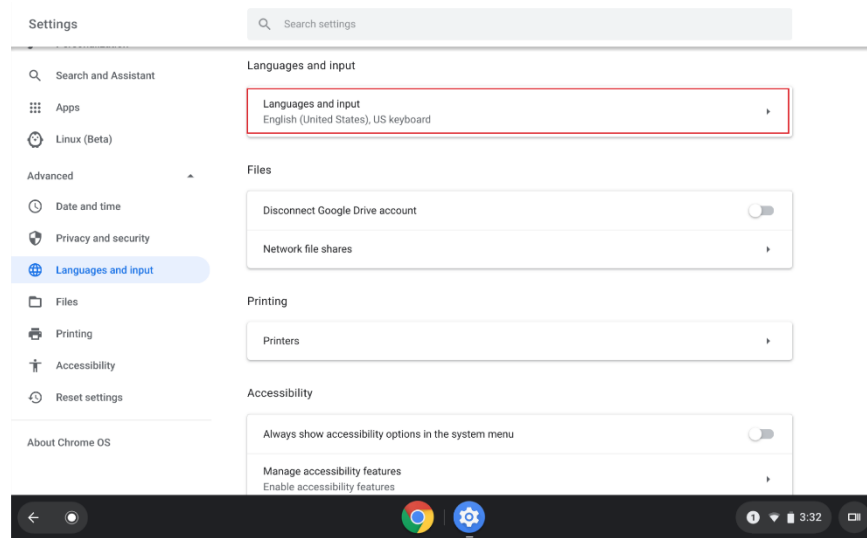 Settings
Search settings
Search and Assistant
Apps
Linux (Beta)
Advanced
Date and time
Privacy and security
Languages and input
Files
Printing
Accessibility
Reset settings
About Chrome OS
Languages and input
Languages and input
English (United States), US keyboard
Files
Disconnect Google Drive account
Network file shares
Printing
Printers
Accessibility
Always show accessibility options in the system menu
Manage accessibility features
Enable accessibility features
1
3:32